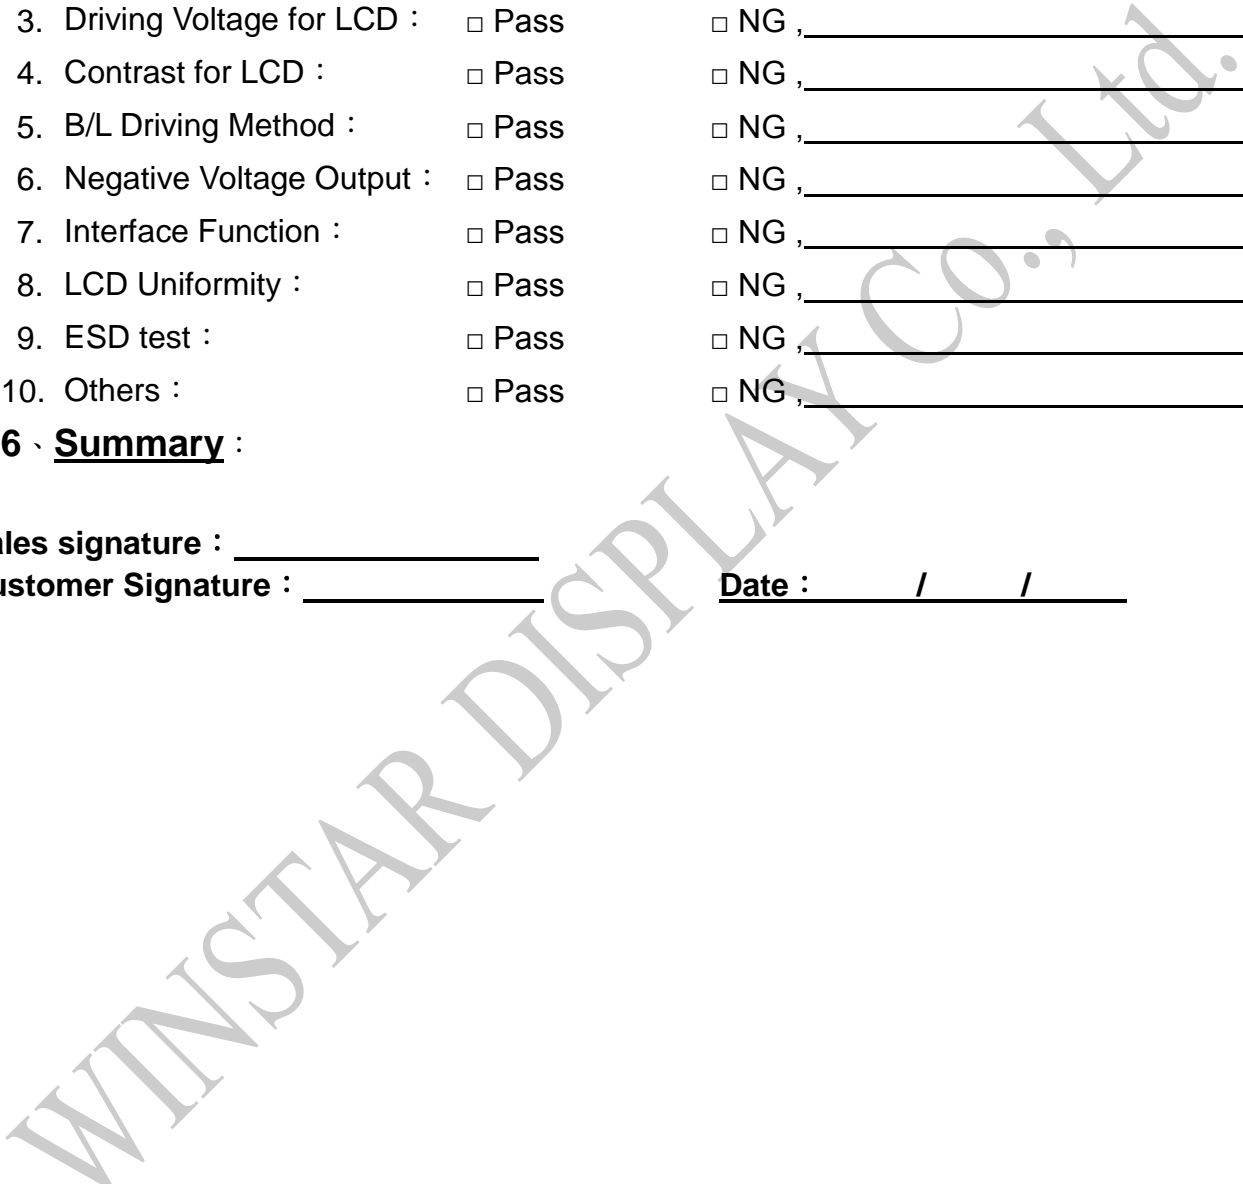 3. Driving Voltage for LCD： □ Pass □ NG ,
4. Contrast for LCD： □ Pass □ NG ,
5. B/L Driving Method： □ Pass □ NG ,
6. Negative Voltage Output： □ Pass □ NG ,
7. Interface Function： □ Pass □ NG ,
8. LCD Uniformity： □ Pass □ NG ,
9. ESD test： □ Pass □ NG ,
10. Others： □ Pass □ NG ,
6、Summary：
ales signature：
ustomer Signature： Date： / /
WINSTAR DISPLAY Co., Ltd.